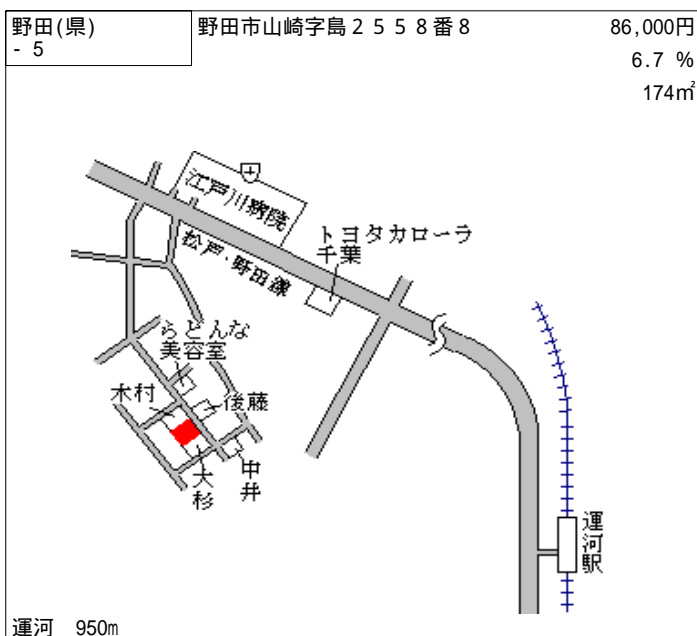 野田(県)
- 5
野田市山崎字島２５５８番８
86,000円
6.7 %
174㎡
江戸川病院
松戸・野田線
トヨタカローラ
千葉
らどんな
美容室
木村
後藤
大杉
中井
運河駅
運河 950m